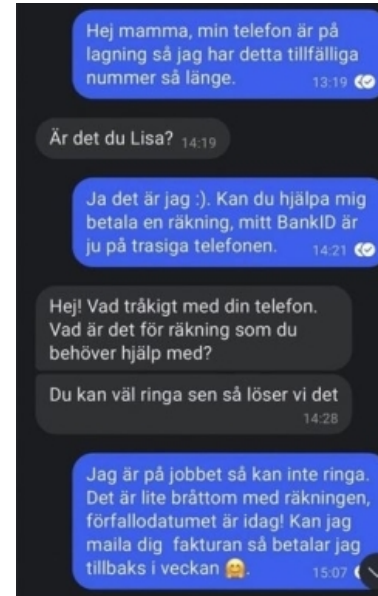 Hej mamma, min telefon är på
lagning så jag har detta tillfälliga
nummer så länge.
13:19
Är det du Lisa? 14:19
Ja det är jag :). Kan du hjälpa mig
betala en räkning, mitt BankID är
ju på trasiga telefonen.
14:21
Hej! Vad tråkigt med din telefon.
Vad är det för räkning som du
behöver hjälp med?
Du kan väl ringa sen så löser vi det
14:28
Jag är på jobbet så kan inte ringa.
Det är lite bråttom med räkningen,
förfallodatumet är idag! Kan jag
maila dig fakturan så betalar jag
tillbaks i veckan 🤗.
15:07